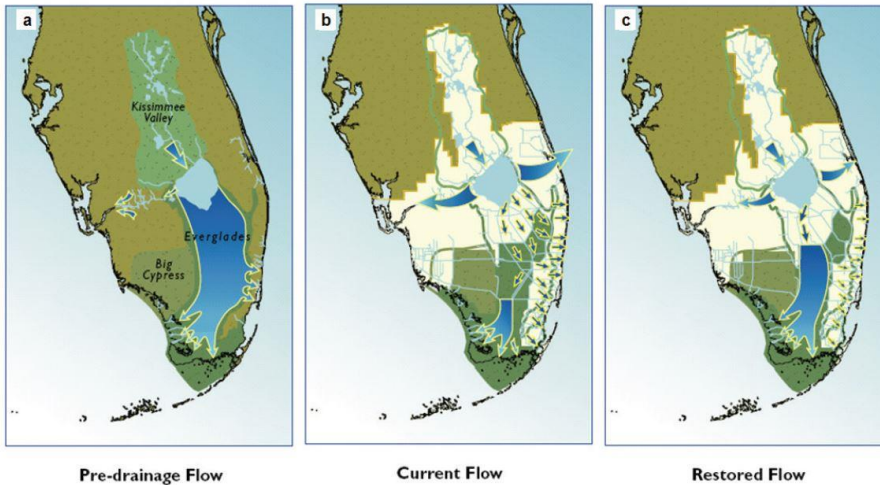 a
Kissimmee
Valley
Everglades
Big
Cypress
b
c
Pre-drainage Flow
Current Flow
Restored Flow